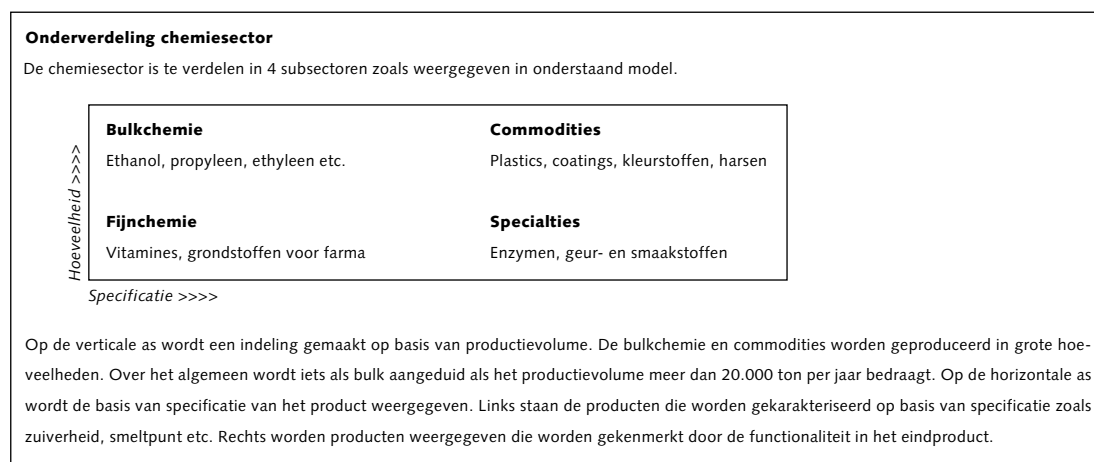 Onderverdeling chemiesector
De chemiesector is te verdelen in 4 subsectoren zoals weergegeven in onderstaand model.
Hoeveelheid >>>>
Bulkchemie
Ethanol, propyleen, ethyleen etc.
Commodities
Plastics, coatings, kleurstoffen, harsen
Fijnchemie
Vitamines, grondstoffen voor farma
Specialties
Enzymen, geur- en smaakstoffen
Specificatie >>>>
Op de verticale as wordt een indeling gemaakt op basis van productievolume. De bulkchemie en commodities worden geproduceerd in grote hoe-
veelheden. Over het algemeen wordt iets als bulk aangeduid als het productievolume meer dan 20.000 ton per jaar bedraagt. Op de horizontale as
wordt de basis van specificatie van het product weergegeven. Links staan de producten die worden gekarakteriseerd op basis van specificatie zoals
zuiverheid, smeltpunt etc. Rechts worden producten weergegeven die worden gekenmerkt door de functionaliteit in het eindproduct.